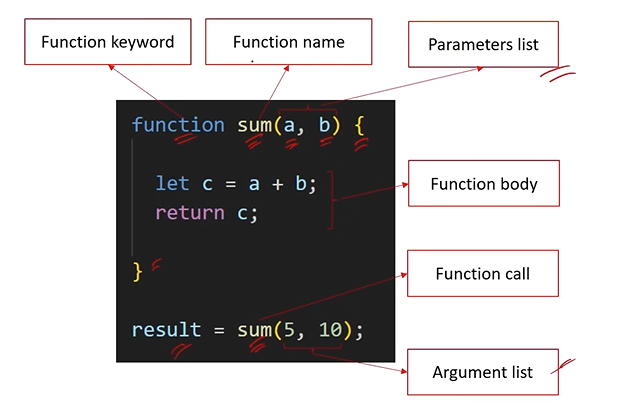 Function keyword
Function name
Parameters list
function sum(a, b) {
let c = a + b;
return c;
Function body
}
Function call
result = sum(5, 10);
Argument list